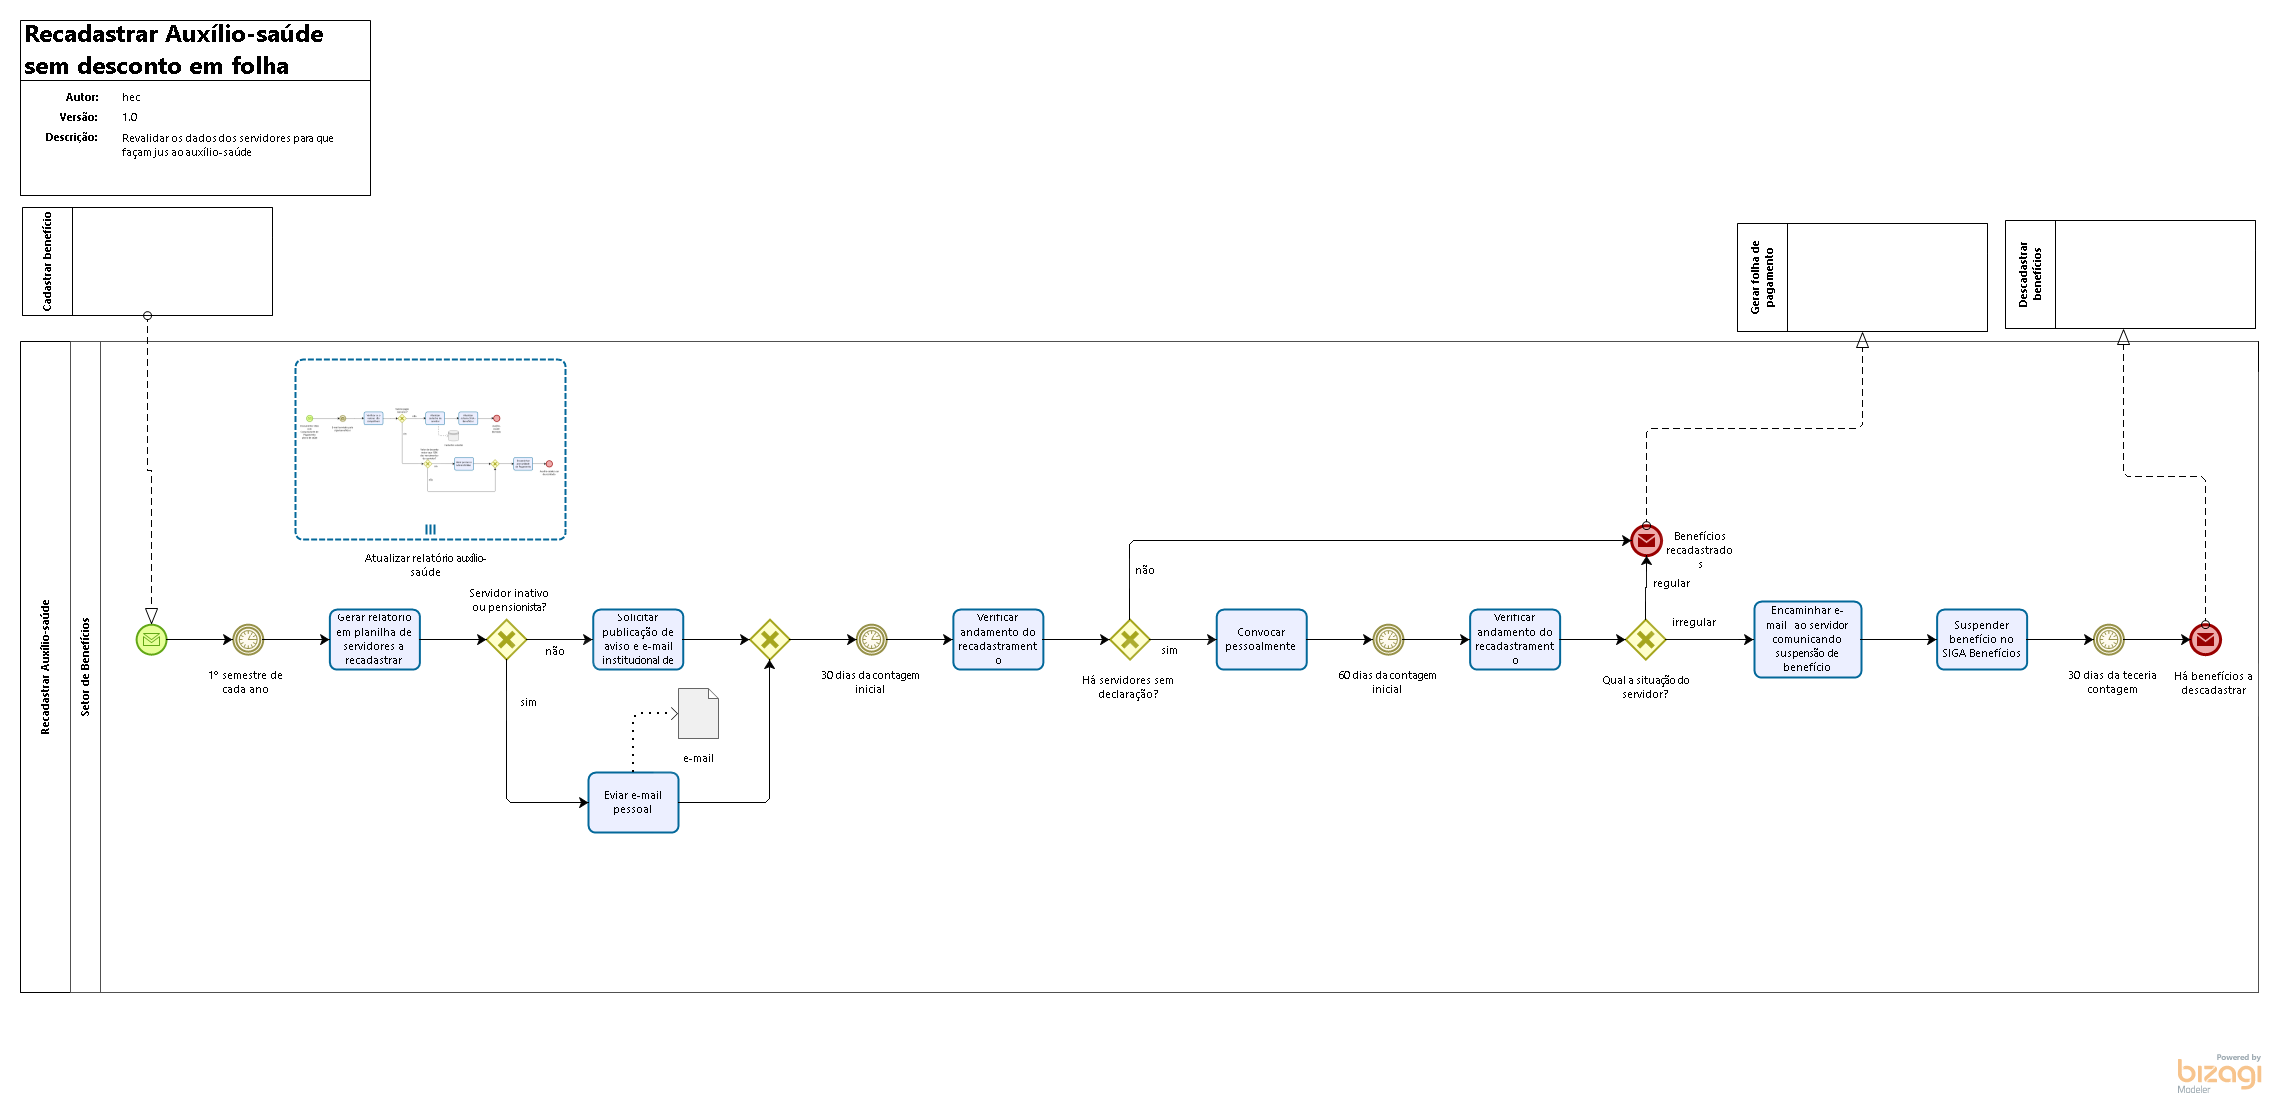 Recadastrar Auxílio-saúde
sem desconto em folha
Autor: hec
Versão: 1.0
Descrição: Revalidar os dados dos servidores para que
façam jus ao auxílio-saúde
Cadastrar benefício
Gerar folha de
pagamento
Descadastrar
benefícios
Recadastrar Auxílio-saúde
Setor de Benefícios
Atualizar relatório auxílio-
saúde
1º semestre de
cada ano
Gerar relatório
em planilha de
servidores a
recadastrar
Servidor inativo
ou pensionista?
não
sim
Solicitar
publicação de
aviso e e-mail
institucional de
Eviar e-mail
pessoal
e-mail
30 dias da contagem
inicial
Verificar
andamento do
recadastrament
o
Há servidores sem
declaração?
não
sim
Convocar
pessoalmente
60 dias da contagem
inicial
Verificar
andamento do
recadastrament
o
Qual a situação do
servidor?
regular
irregular
Benefícios
recadastrado
s
Encaminhar e-
mail ao servidor
comunicando
suspensão de
benefício
Suspender
benefício no
SIGA Benefícios
30 dias da teceria
contagem
Há benefícios a
descadastrar
Powered by
bizagi
Modeler